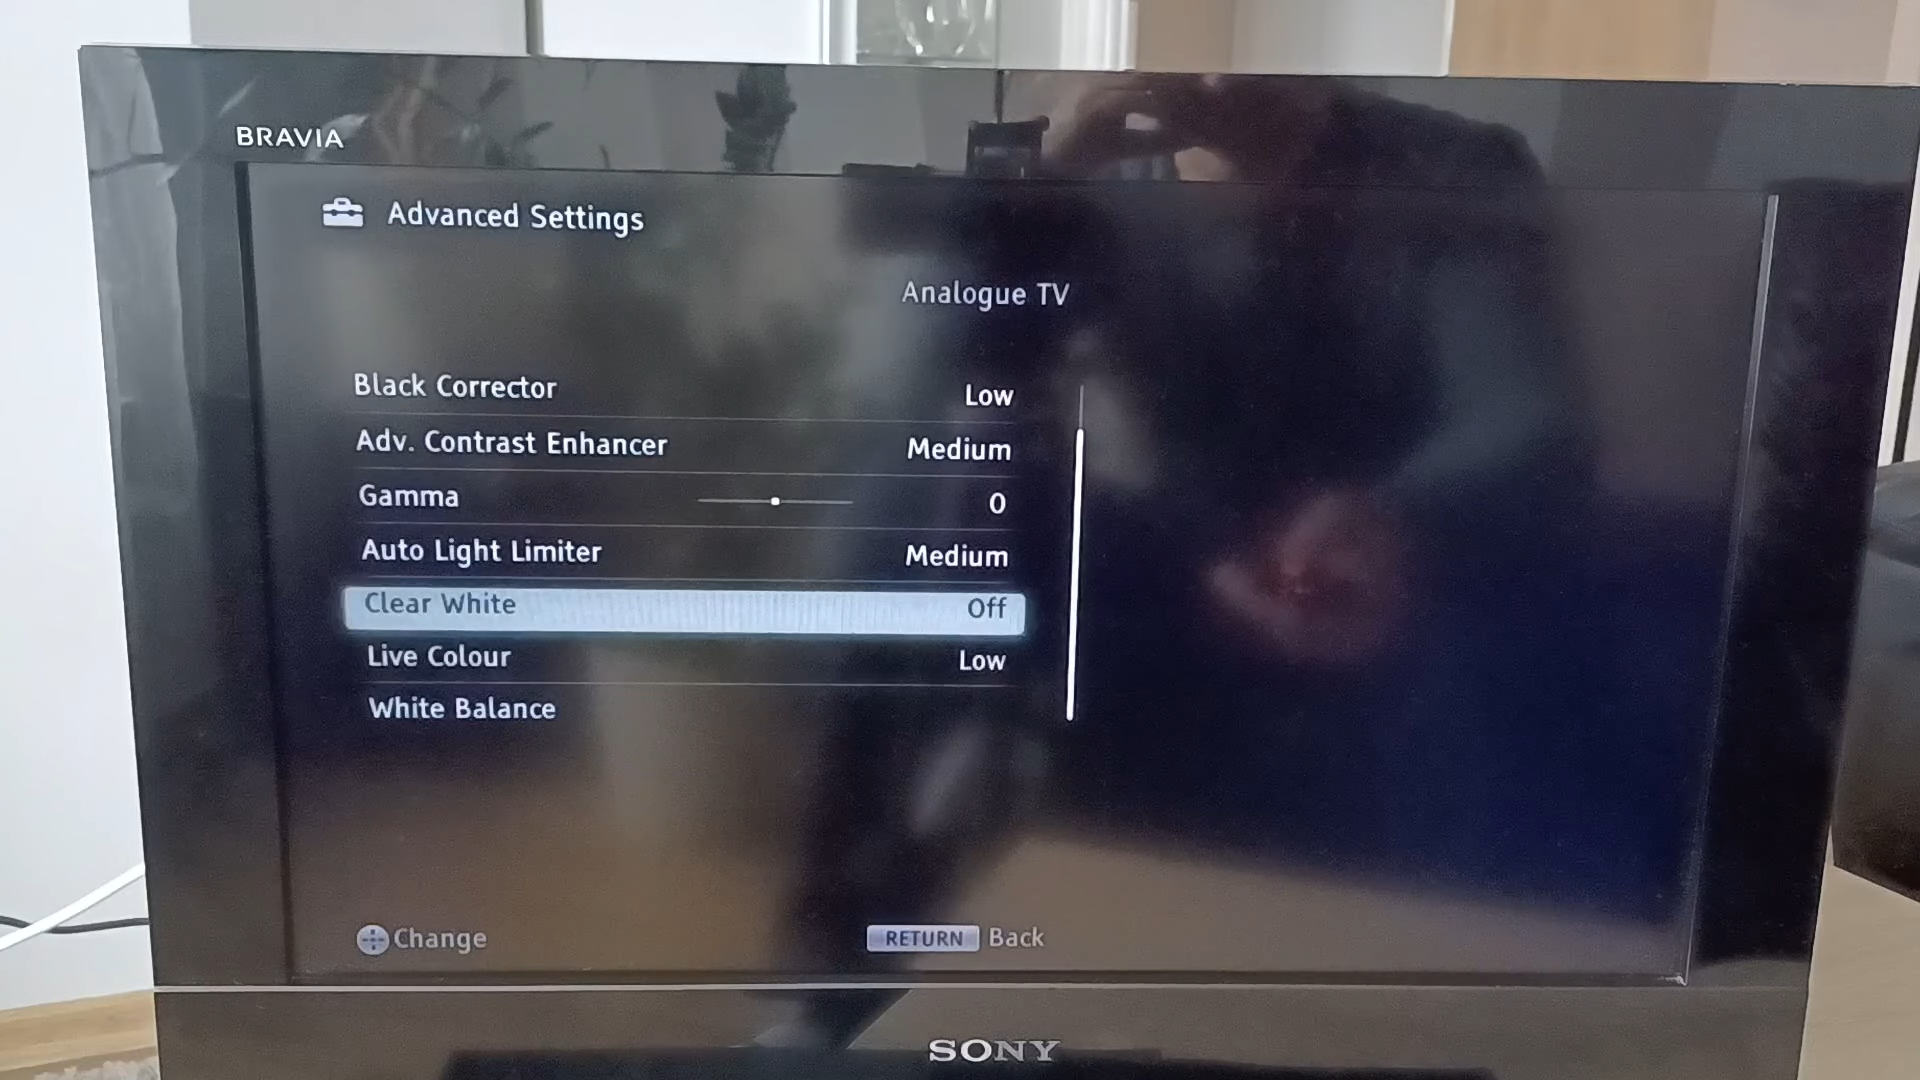 BRAVIA
Advanced Settings
Analogue TV
Black Corrector Low
Adv. Contrast Enhancer Medium
Gamma 0
Auto Light Limiter Medium
Clear White Off
Live Colour Low
White Balance
Change RETURN Back
SONY